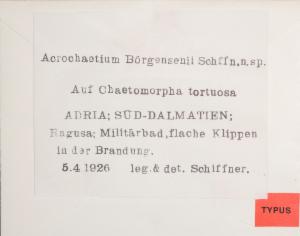 Acrochaetium Börgensenii Schffn.n.sp.
Auf Chaetomorpha tortuosa
ADRIA; SÜD-DALMATIEN;
Ragusa; Militärbad,flache Klippen
in der Brandung.
5.4 1926 leg.& det. Schiffner.
TYPUS